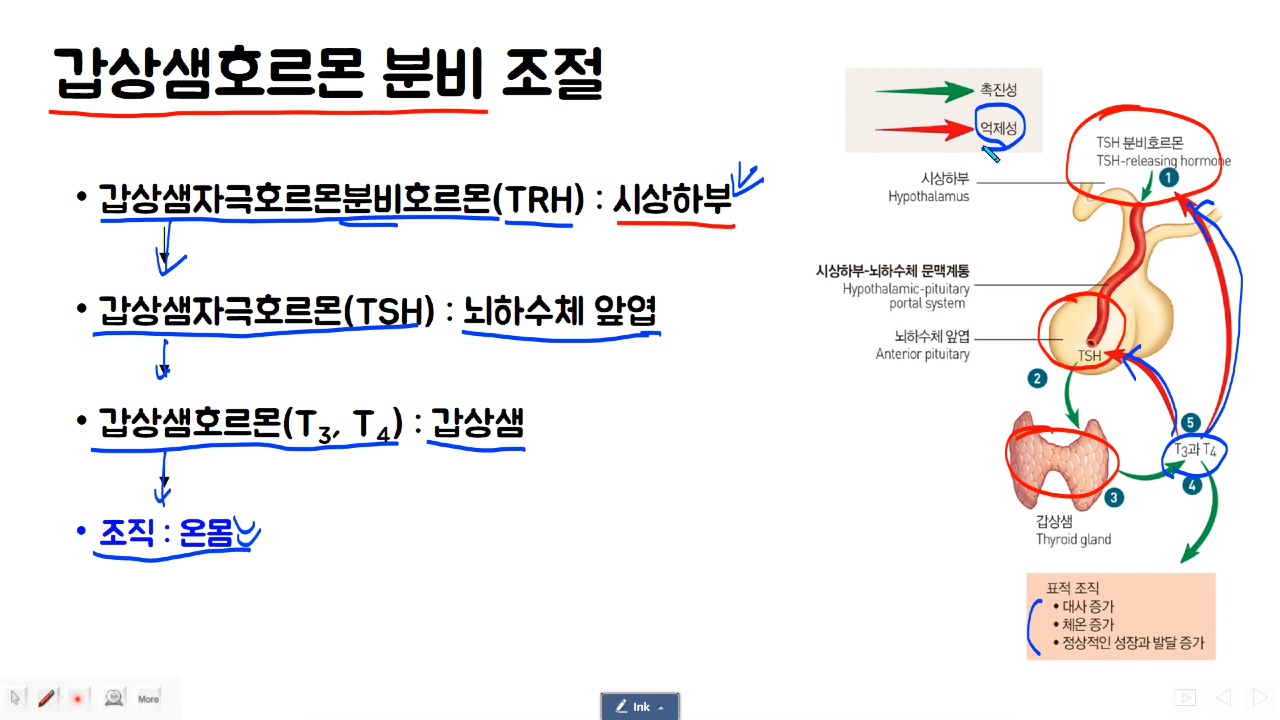 갑상샘호르몬 분비 조절
• 갑상샘자극호르몬분비호르몬(TRH) : 시상하부
• 갑상샘자극호르몬(TSH) : 뇌하수체 앞엽
• 갑상샘호르몬(T3, T4) : 갑상샘
• 조직 : 온몸
촉진성
억제성
TSH 분비호르몬
TSH-releasing hormone
1
시상하부
Hypothalamus
시상하부-뇌하수체 문맥계통
Hypothalamic-pituitary
portal system
뇌하수체 앞엽
Anterior pituitary
TSH
2
5
T3과 T4
4
3
갑상샘
Thyroid gland
표적 조직
• 대사 증가
• 체온 증가
• 정상적인 성장과 발달 증가
More
Ink